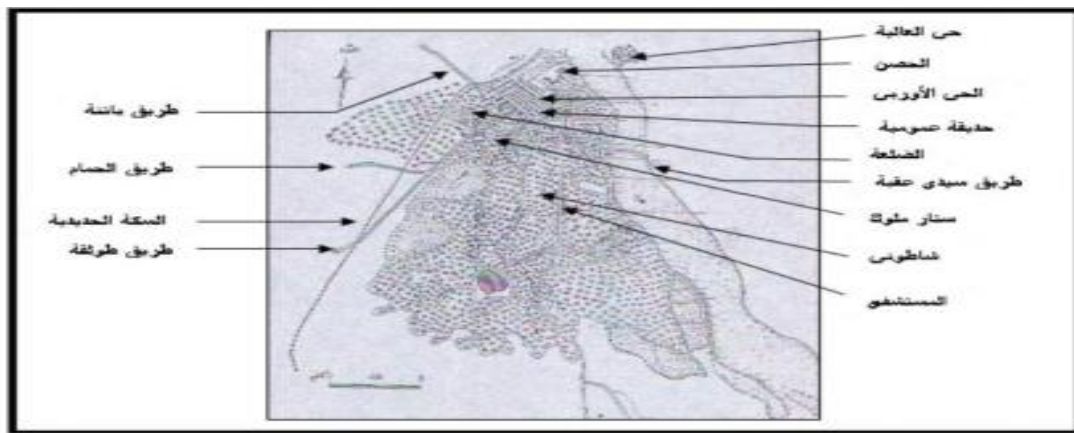 حي العالية
الحصن
الحي الأوربي
حديقة عمومية
الضلعة
طريق سيدي عقبة
ستار ملوك
شاطوني
المستشفى
طريق باتنة
طريق الحمام
السكة الحديدية
طريق طولقة